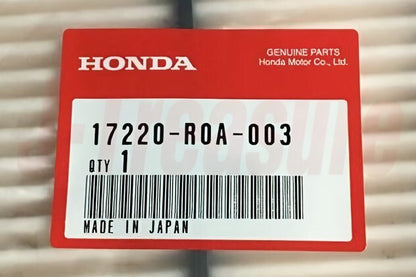 HONDA
GENUINE PARTS
Honda Motor Co., Ltd.
17220-R0A-003
QTY 1
MADE IN JAPAN